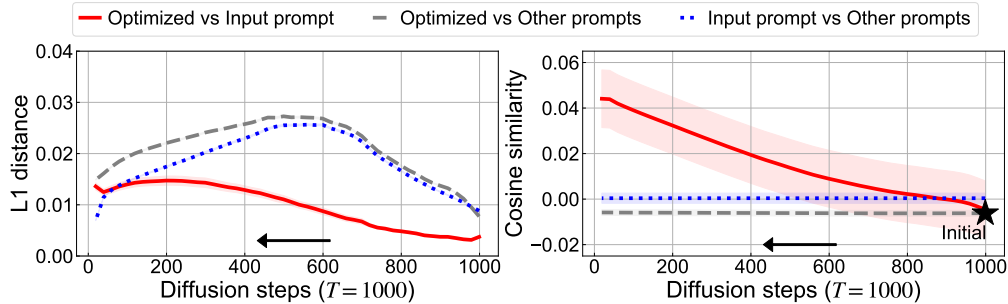 Optimized vs Input prompt
Optimized vs Other prompts
Input prompt vs Other prompts
L1 distance
0.04
0.03
0.02
0.01
0.00
0
200
400
600
800
1000
Diffusion steps (T = 1000)
Cosine similarity
0.06
0.04
0.02
0.00
−0.02
Initial
0
200
400
600
800
1000
Diffusion steps (T = 1000)